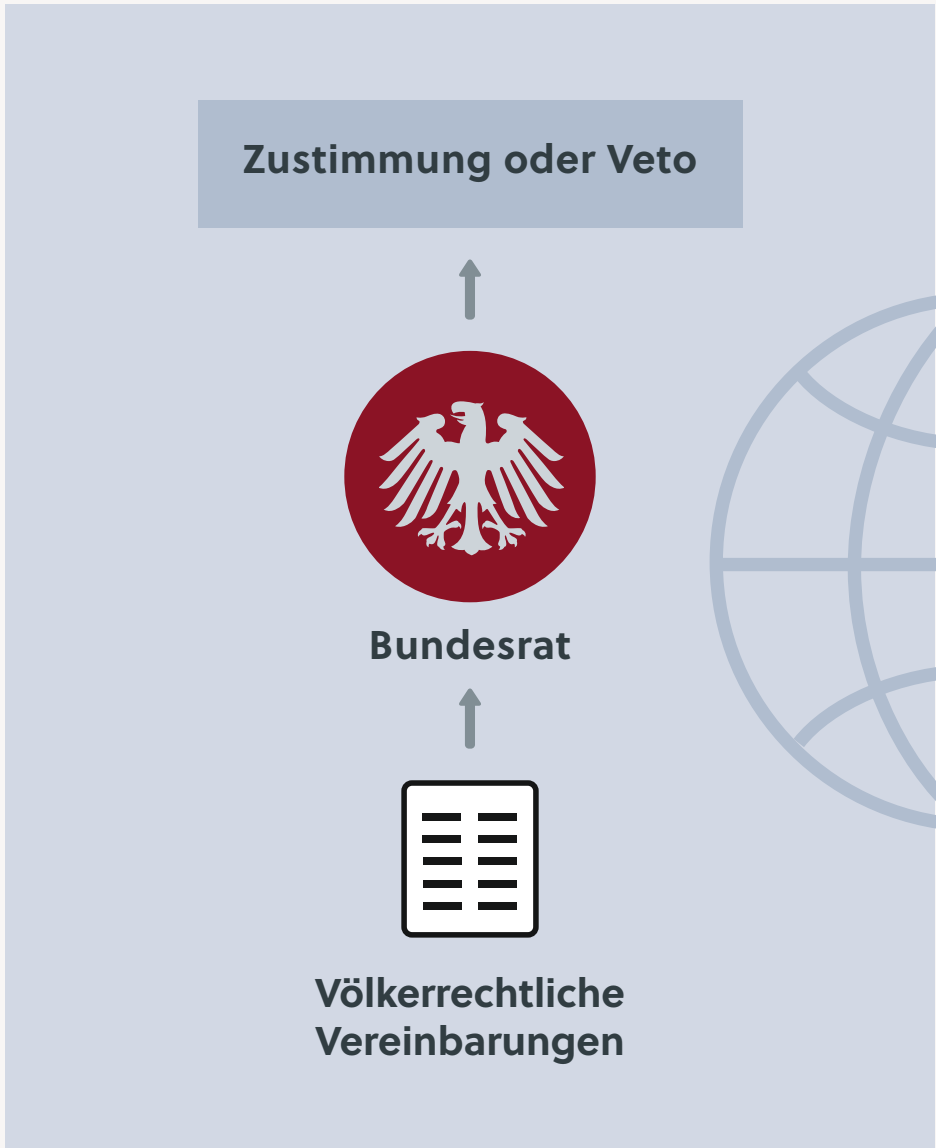 Zustimmung oder Veto
Bundesrat
Völkerrechtliche
Vereinbarungen